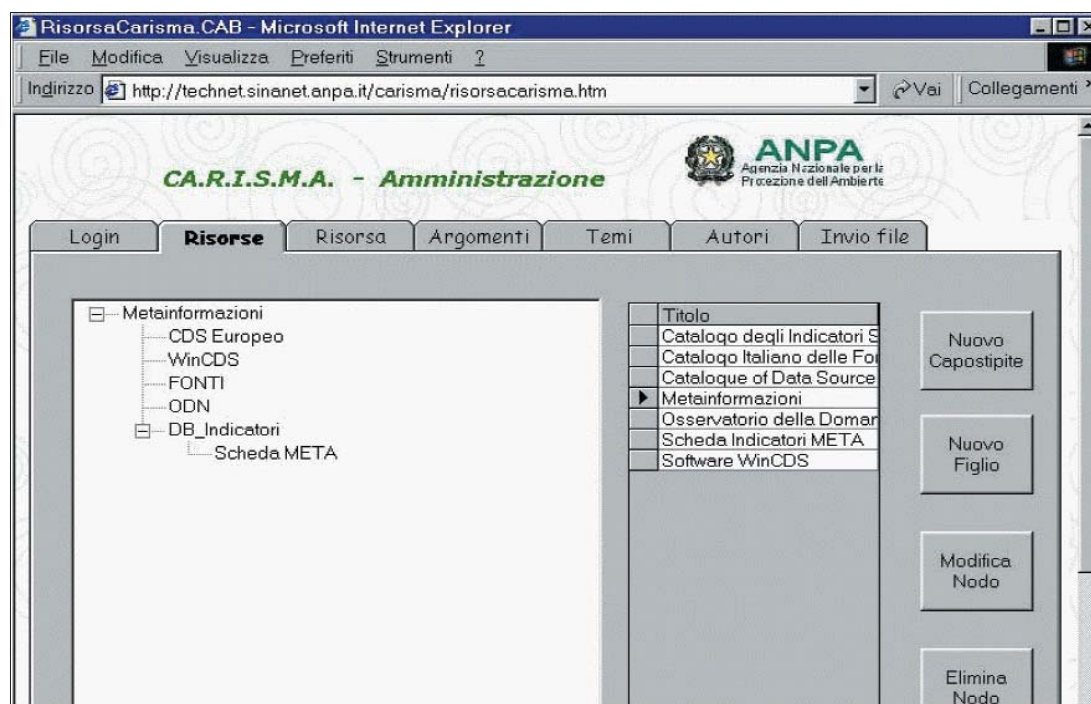 RisorsaCarisma.CAB - Microsoft Internet Explorer
File Modifica Visualizza Preferiti Strumenti ?
Indirizzo http://technet.sinanet.anpa.it/carisma/risorsacarisma.htm Vai Collegamenti »
CA.R.I.S.M.A. - Amministrazione
ANPA
Agenzia Nazionale per la
Protezione dell'Ambiente
Login Risorse Risorsa Argomenti Temi Autori Invio file
Metainformazioni
CDS Europeo
WinCDS
FONTI
ODN
DB_Indicatori
Scheda META
Titolo
Catalogo degli Indicatori S
Catalogo Italiano delle Fo
Catalogue of Data Source
Metainformazioni
Osservatorio della Doman
Scheda Indicatori META
Software WinCDS
Nuovo
Capostipite
Nuovo
Figlio
Modifica
Nodo
Elimina
Nodo